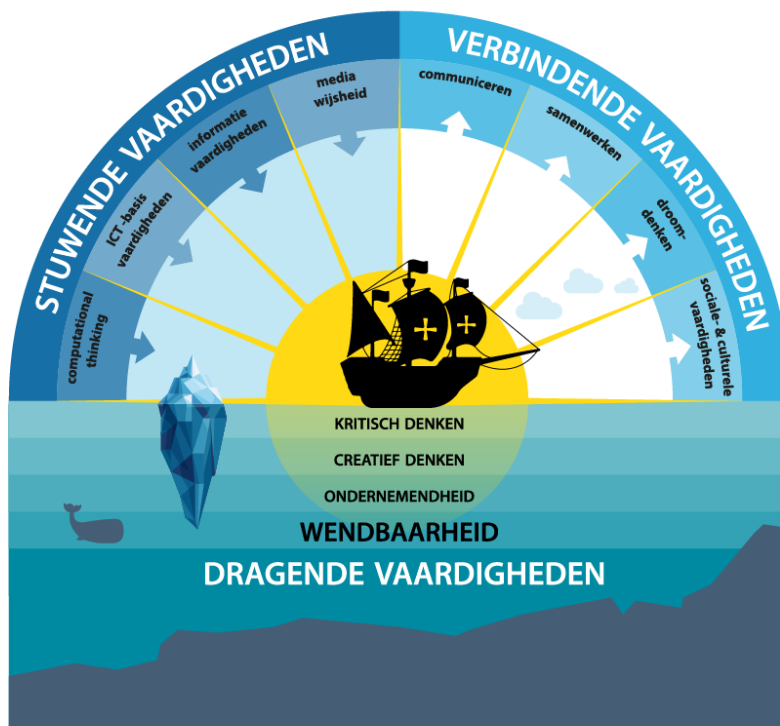 STUWENDE VAARDIGHEDEN
VERBINDENDE VAARDIGHEDEN
computational
thinking
ICT -basis
vaardigheden
informatie
vaardigheden
media
wijsheid
communiceren
samenwerken
droom-
denken
sociale- & culturele
vaardigheden
KRITISCH DENKEN
CREATIEF DENKEN
ONDERNEMENDHEID
WENDBAARHEID
DRAGENDE VAARDIGHEDEN